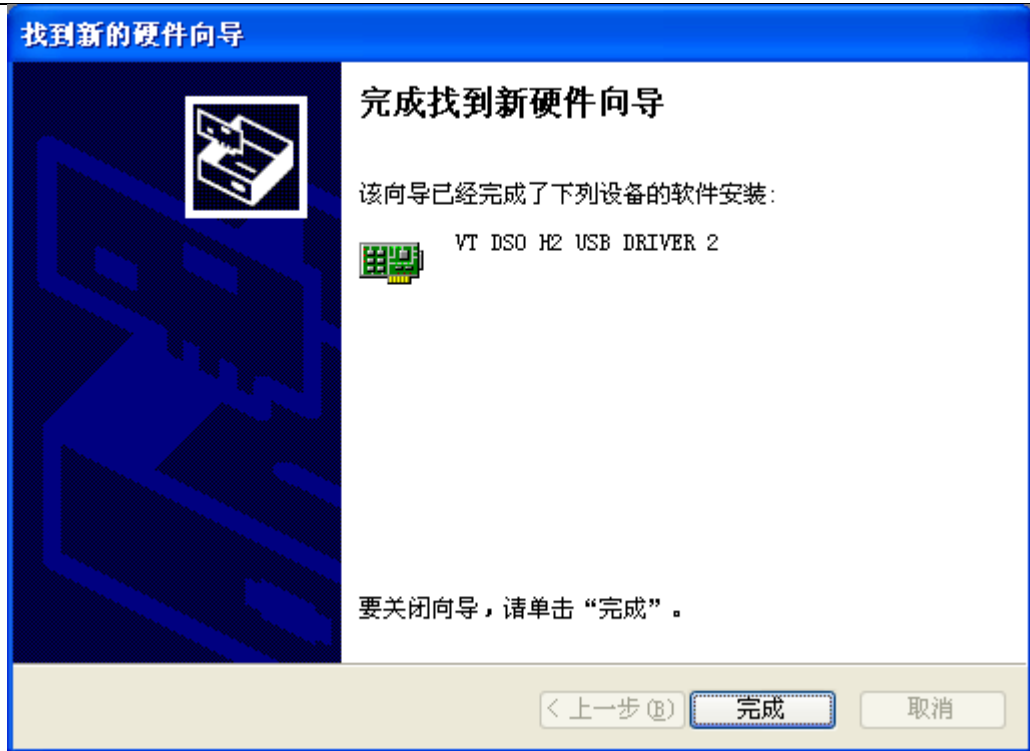 找到新的硬件向导
完成找到新硬件向导
该向导已经完成了下列设备的软件安装:
VT DSO H2 USB DRIVER 2
要关闭向导，请单击“完成”。
< 上一步(B)
完成
取消